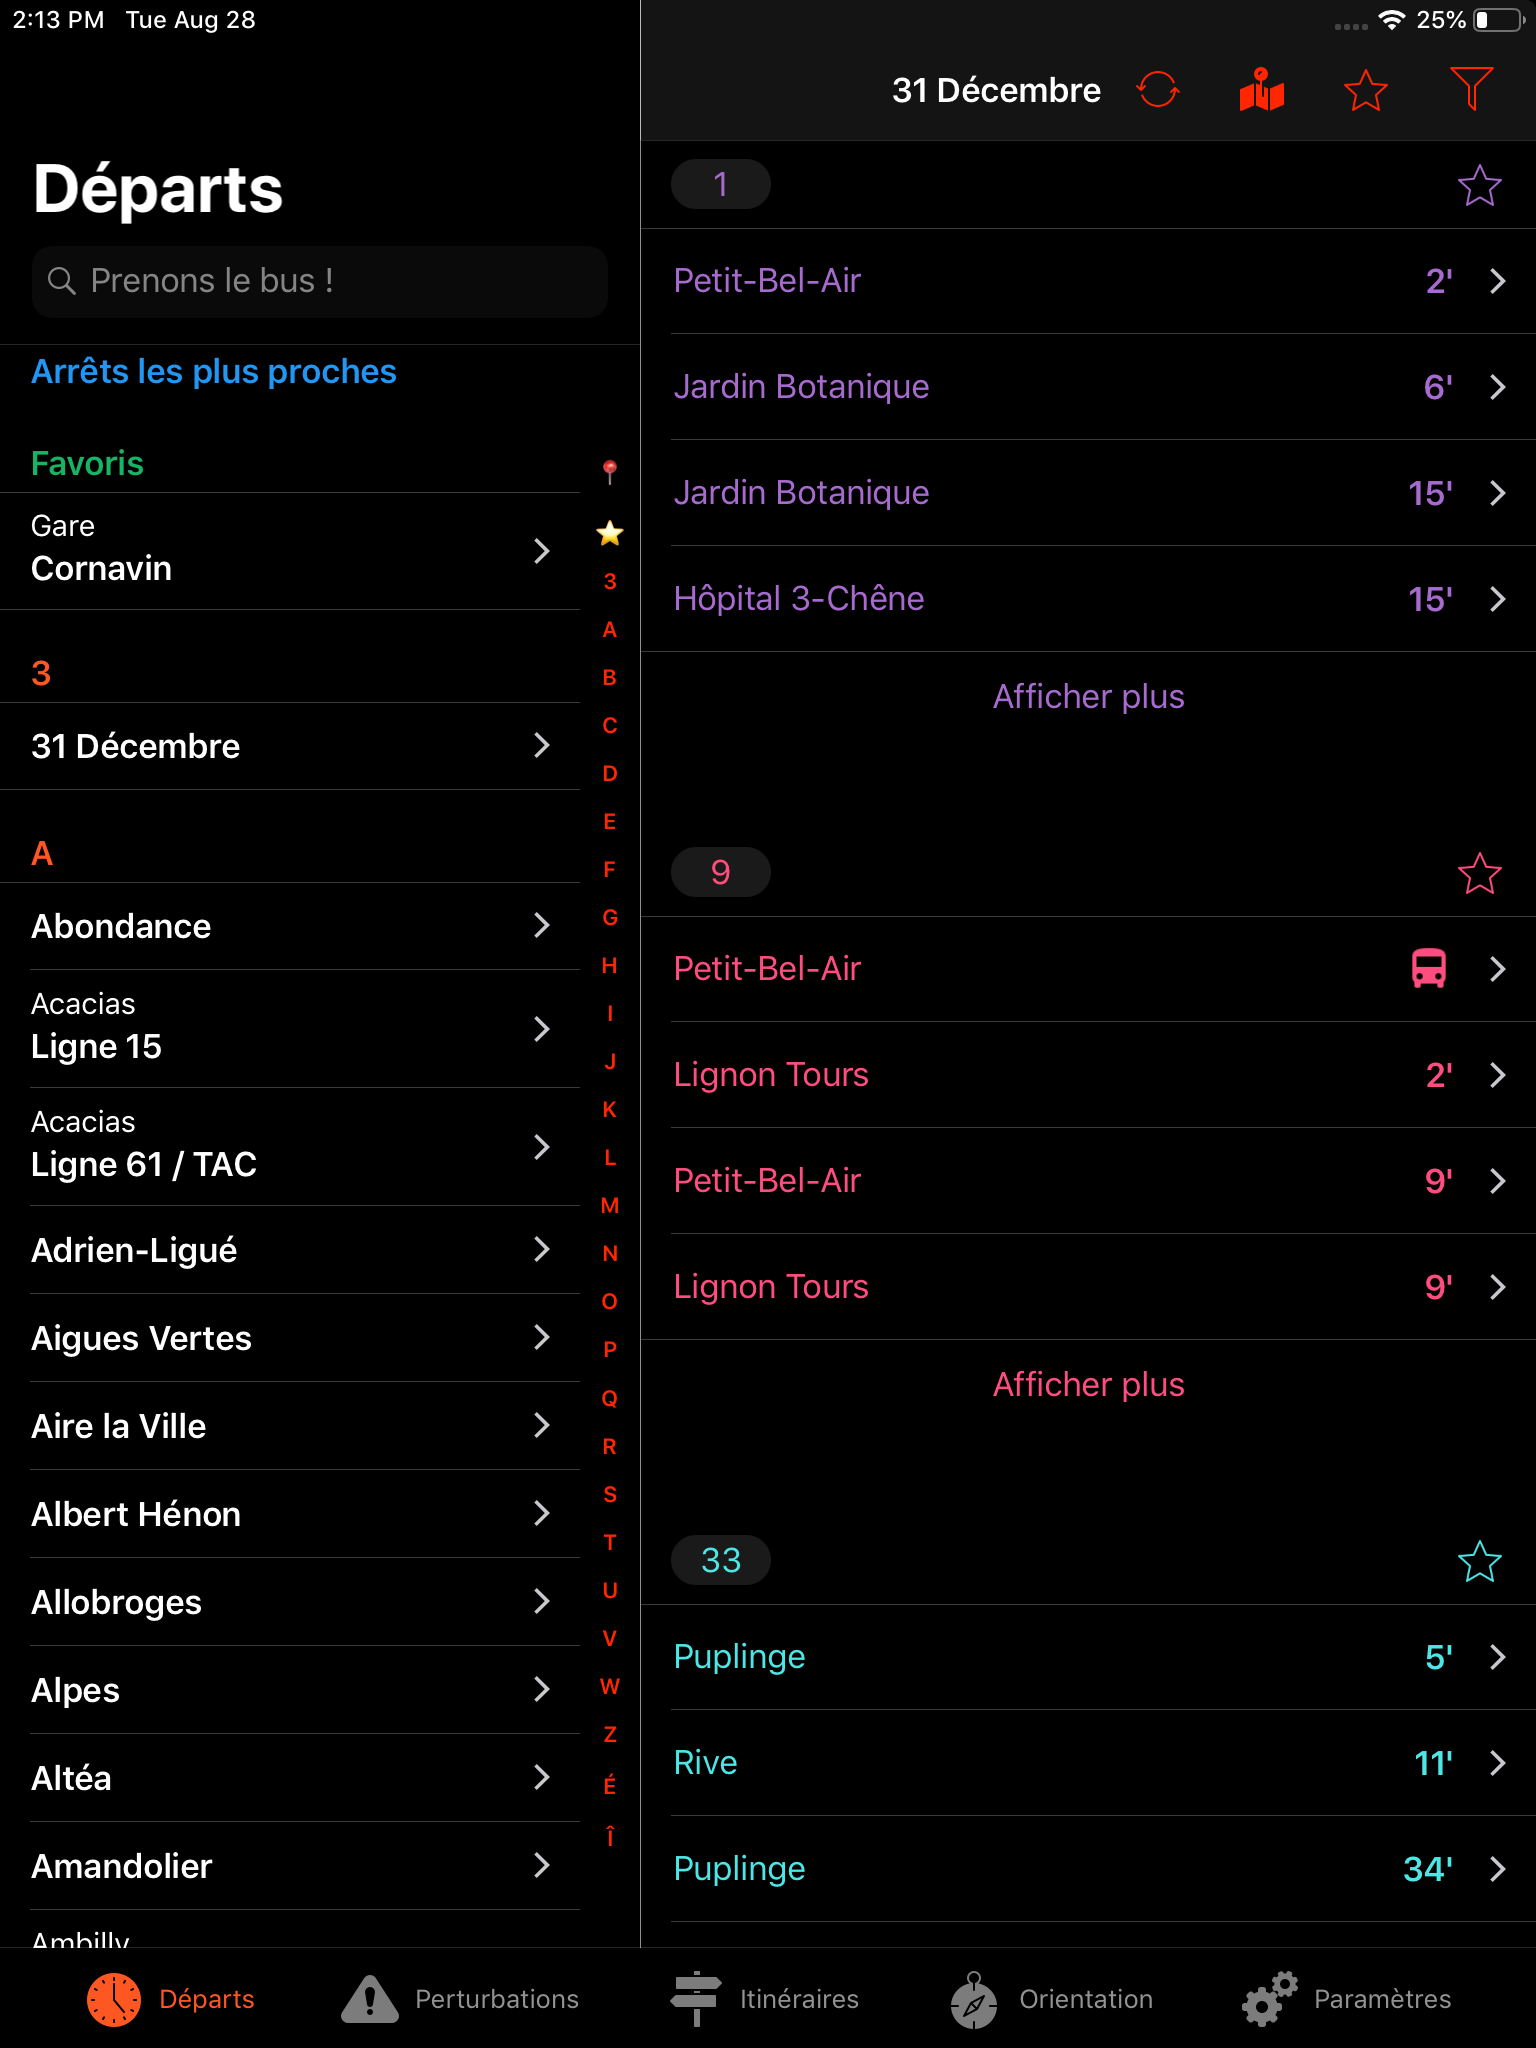 2:13 PM Tue Aug 28
25%
Départs
Prenons le bus !
Arrêts les plus proches
Favoris
Gare
Cornavin
3
31 Décembre
A
Abondance
Acacias
Ligne 15
Acacias
Ligne 61 / TAC
Adrien-Ligué
Aigues Vertes
Aire la Ville
Albert Hénon
Allobroges
Alpes
Altéa
Amandolier
Ambilly
3
A
B
C
D
E
F
G
H
I
J
K
L
M
N
O
P
Q
R
S
T
U
V
W
Z
É
Î
31 Décembre
1
Petit-Bel-Air 2'
Jardin Botanique 6'
Jardin Botanique 15'
Hôpital 3-Chêne 15'
Afficher plus
9
Petit-Bel-Air
Lignon Tours 2'
Petit-Bel-Air 9'
Lignon Tours 9'
Afficher plus
33
Puplinge 5'
Rive 11'
Puplinge 34'
Départs Perturbations Itinéraires Orientation Paramètres